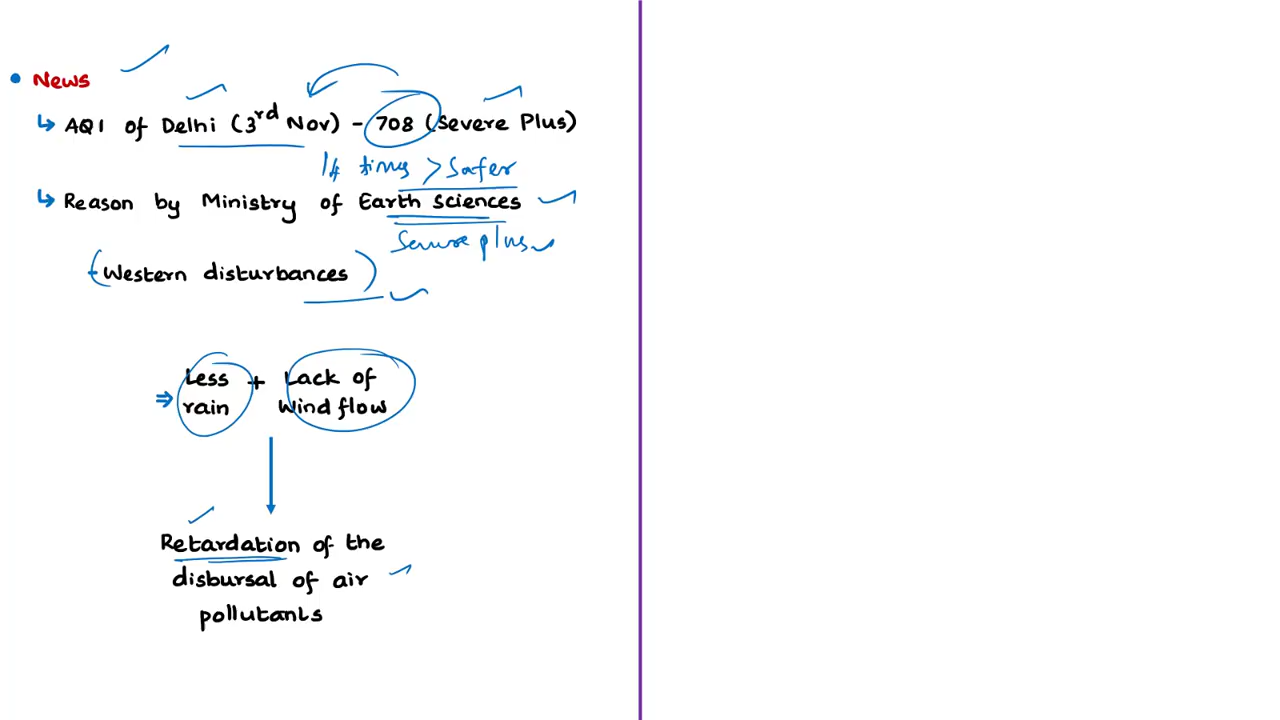 • News
↳ AQI of Delhi (3rd Nov) - 708 (Severe Plus)
14 times > Safer
↳ Reason by Ministry of Earth sciences
Severe plus
(Western disturbances)
⇒ Less + Lack of
rain Wind flow
Retardation of the
disbursal of air
pollutants